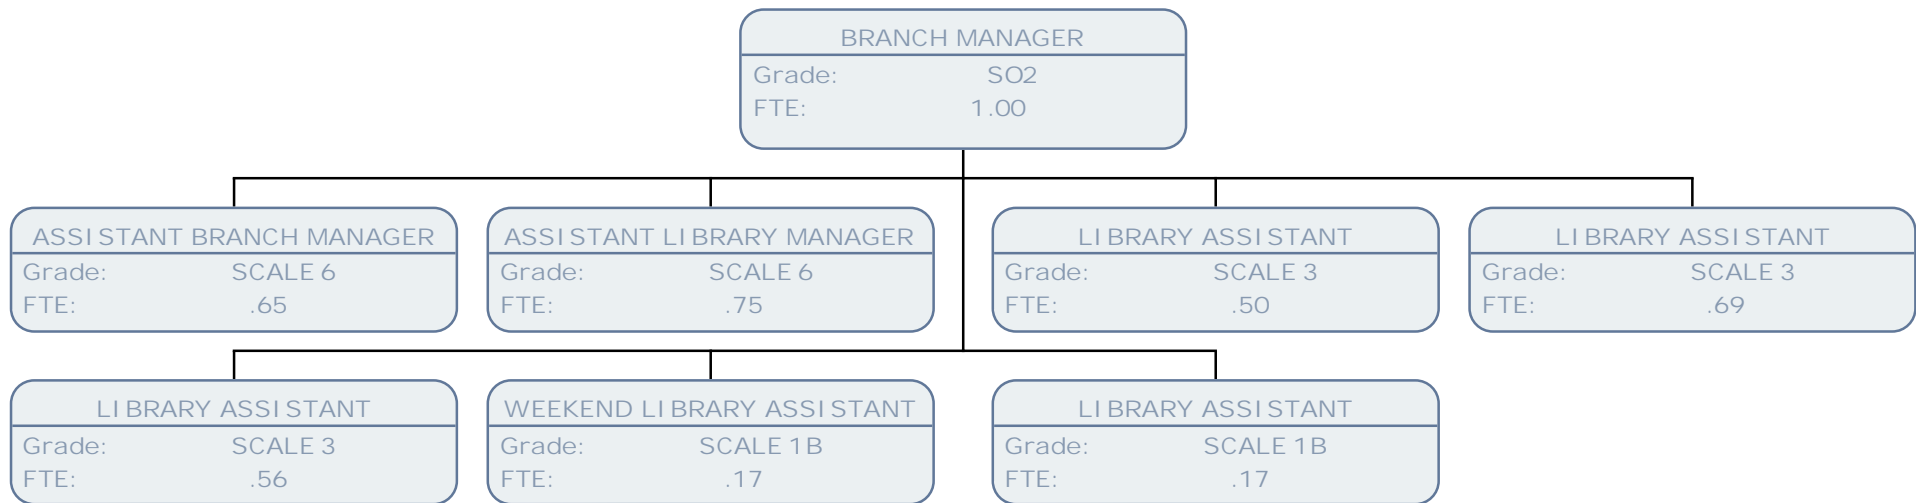 BRANCH MANAGER
Grade: SO2
FTE: 1.00
ASSISTANT BRANCH MANAGER
Grade: SCALE 6
FTE: .65
ASSISTANT LIBRARY MANAGER
Grade: SCALE 6
FTE: .75
LIBRARY ASSISTANT
Grade: SCALE 3
FTE: .50
LIBRARY ASSISTANT
Grade: SCALE 3
FTE: .69
LIBRARY ASSISTANT
Grade: SCALE 3
FTE: .56
WEEKEND LIBRARY ASSISTANT
Grade: SCALE 1B
FTE: .17
LIBRARY ASSISTANT
Grade: SCALE 1B
FTE: .17